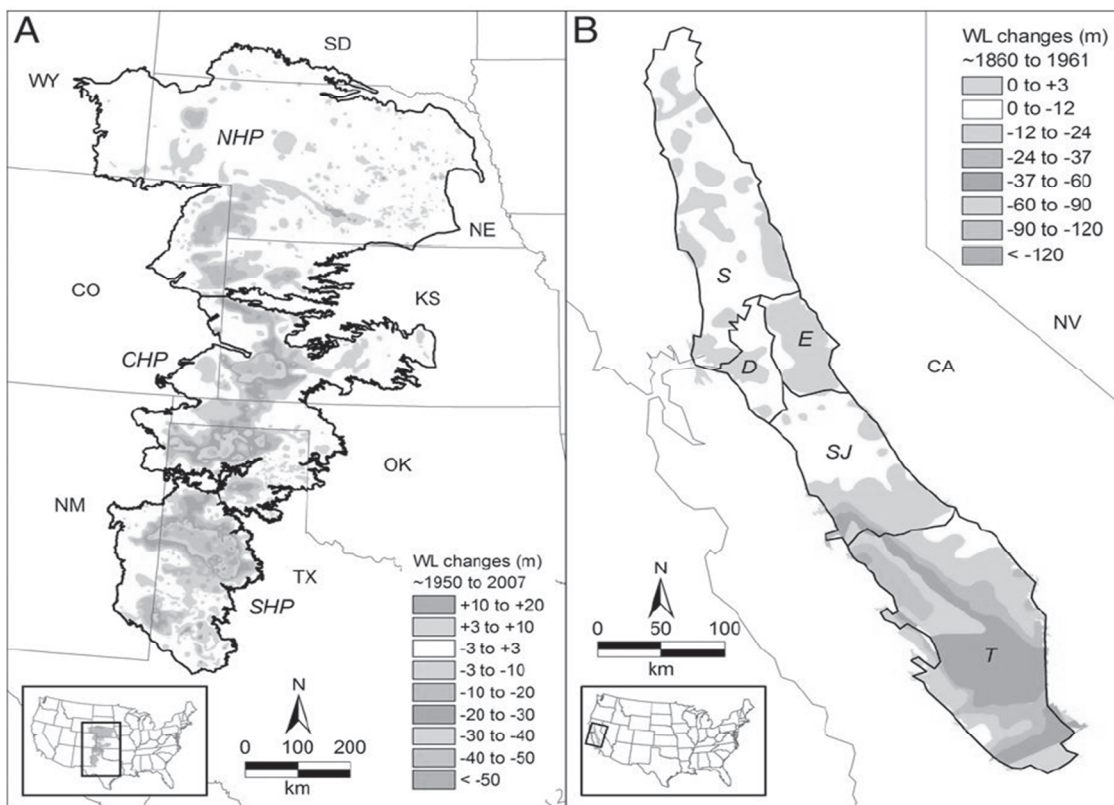 A
SD
WY
NHP
NE
CO
KS
CHP
OK
NM
TX
SHP
WL changes (m)
~1950 to 2007
+10 to +20
+3 to +10
-3 to +3
-3 to -10
-10 to -20
-20 to -30
-30 to -40
-40 to -50
< -50
N
0 100 200
km
B
WL changes (m)
~1860 to 1961
0 to +3
0 to -12
-12 to -24
-24 to -37
-37 to -60
-60 to -90
-90 to -120
< -120
S
NV
E
CA
D
SJ
N
0 50 100
km
T